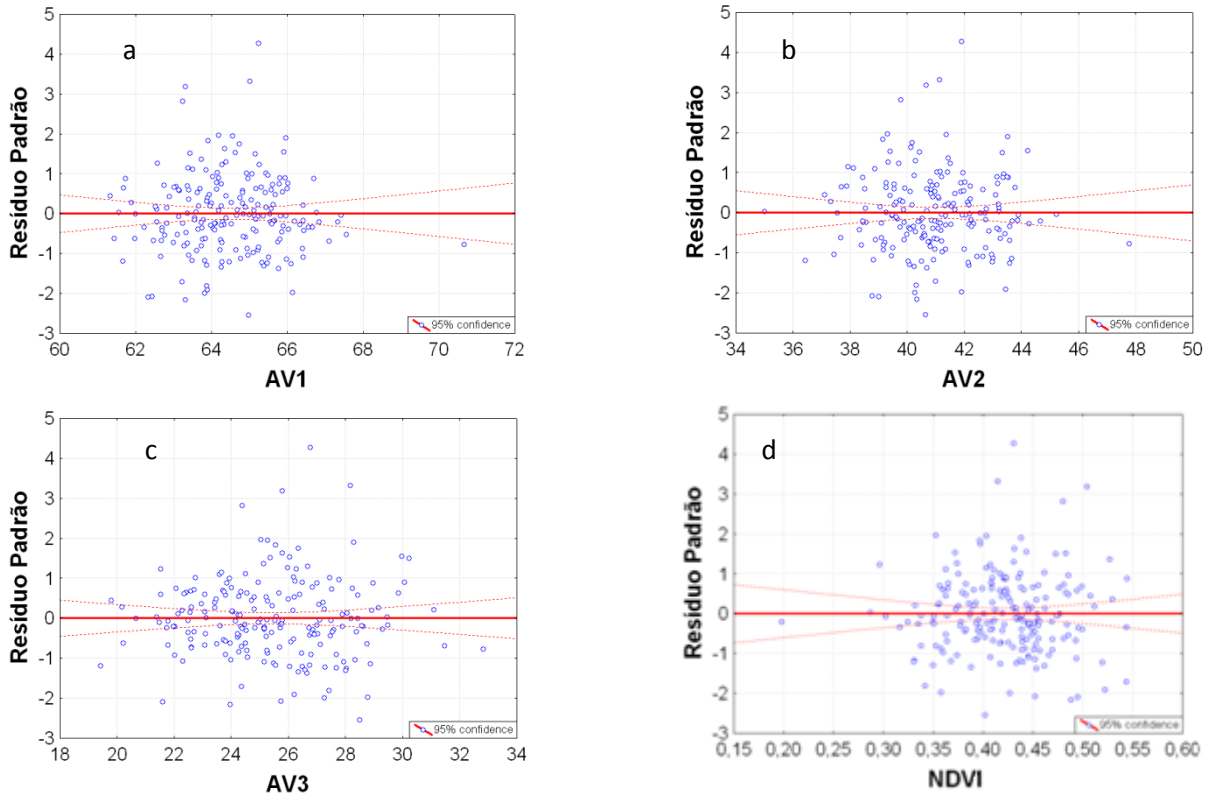 a
Resíduo Padrão
5
4
3
2
1
0
-1
-2
-3
60 62 64 66 68 70 72
AV1
95% confidence
b
Resíduo Padrão
5
4
3
2
1
0
-1
-2
-3
34 36 38 40 42 44 46 48 50
AV2
95% confidence
c
Resíduo Padrão
5
4
3
2
1
0
-1
-2
-3
18 20 22 24 26 28 30 32 34
AV3
95% confidence
d
Resíduo Padrão
5
4
3
2
1
0
-1
-2
-3
0,15 0,20 0,25 0,30 0,35 0,40 0,45 0,50 0,55 0,60
NDVI
95% confidence